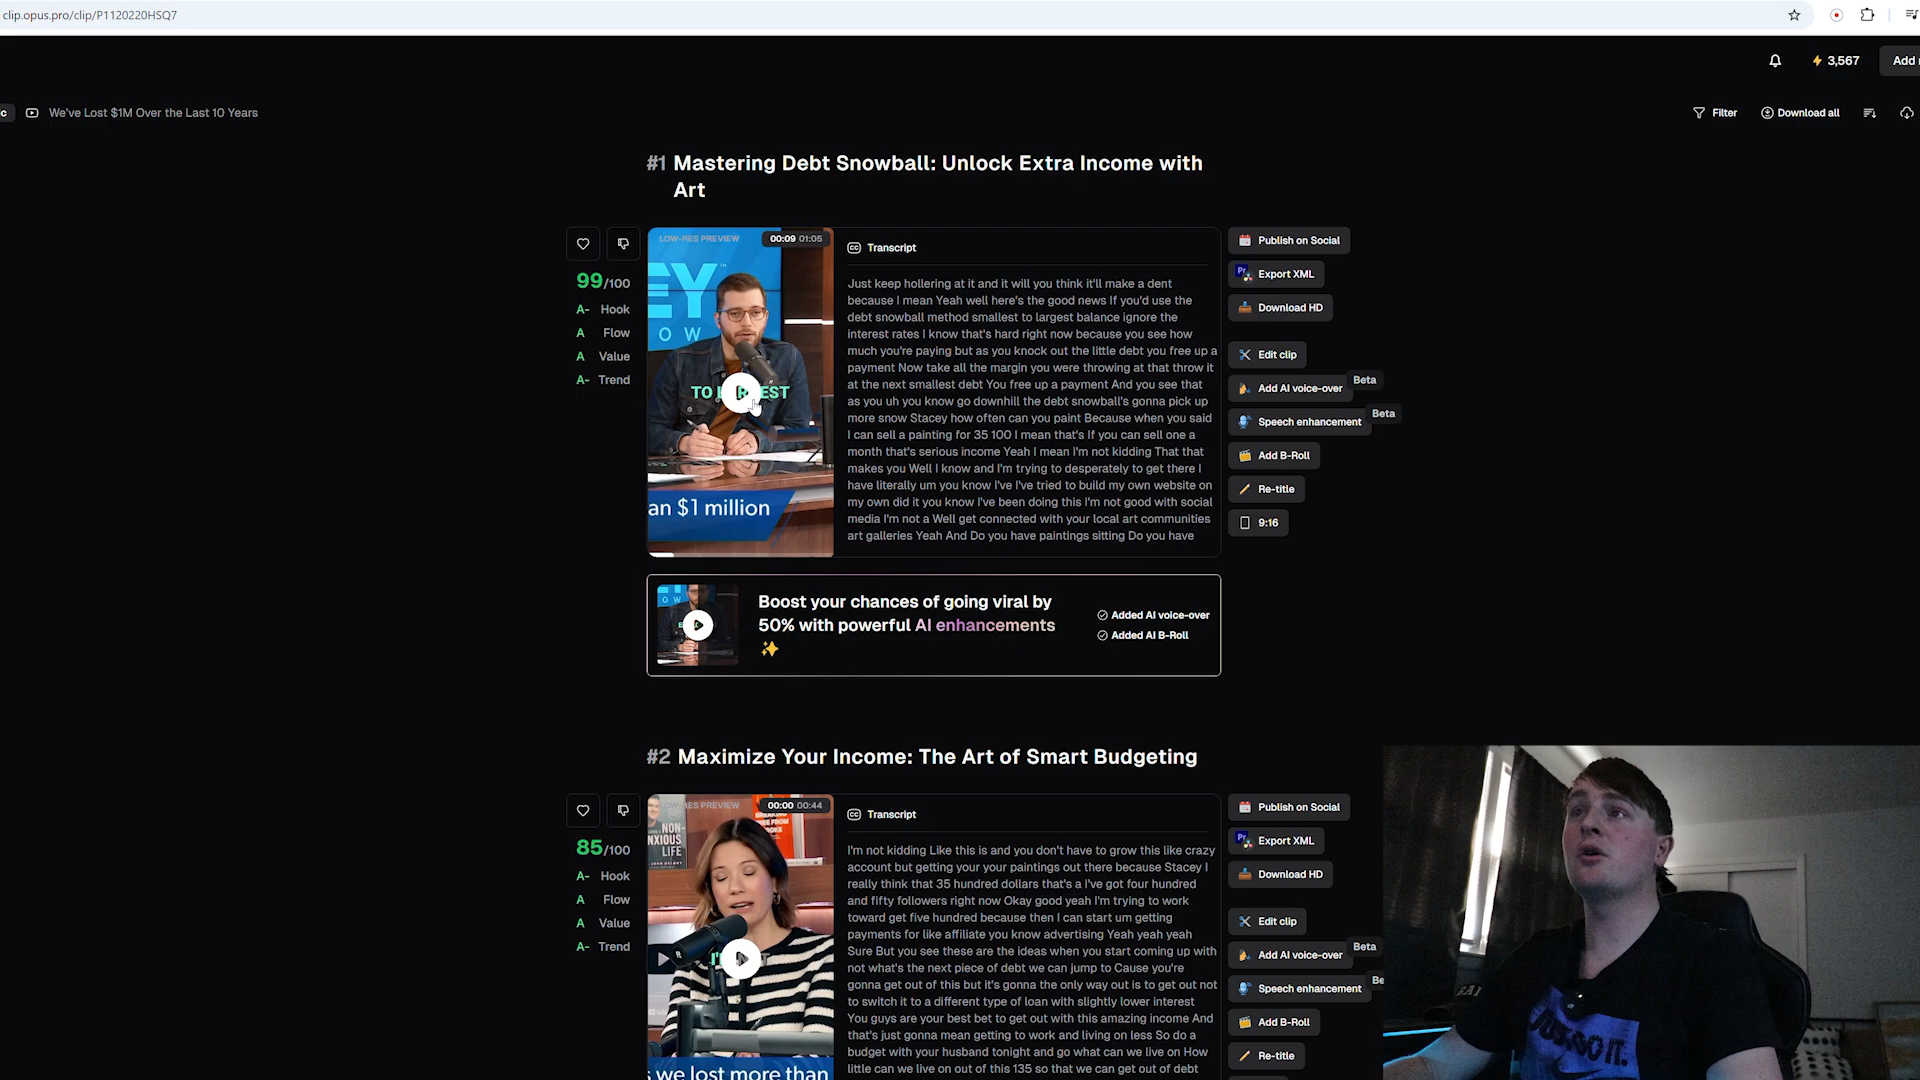 clip.opus.pro/clip/P1120220HSQ7
3,567
Add
c
We've Lost $1M Over the Last 10 Years
Filter
Download all
#1 Mastering Debt Snowball: Unlock Extra Income with
Art
99/100
A- Hook
A Flow
A Value
A- Trend
LOW-RES PREVIEW
00:09 01:05
EY
OW
TO
EST
an $1 million
CC Transcript
Just keep hollering at it and it will you think it'll make a dent
because I mean Yeah well here's the good news If you'd use the
debt snowball method smallest to largest balance ignore the
interest rates I know that's hard right now because you see how
much you're paying but as you knock out the little debt you free up a
payment Now take all the margin you were throwing at that throw it
at the next smallest debt You free up a payment And you see that
as you uh you know go downhill the debt snowball's gonna pick up
more snow Stacey how often can you paint Because when you said
I can sell a painting for 35 100 I mean that's If you can sell one a
month that's serious income Yeah I mean I'm not kidding That that
makes you Well I know and I'm trying to desperately to get there I
have literally um you know I've I've tried to build my own website on
my own did it you know I've been doing this I'm not good with social
media I'm not a Well get connected with your local art communities
art galleries Yeah And Do you have paintings sitting Do you have
Publish on Social
Pr Export XML
Download HD
Edit clip
Add AI voice-over
Beta
Speech enhancement
Beta
Add B-Roll
Re-title
9:16
OW
Boost your chances of going viral by
50% with powerful AI enhancements
Added AI voice-over
Added AI B-Roll
#2 Maximize Your Income: The Art of Smart Budgeting
85/100
A- Hook
A Flow
A Value
A- Trend
PREVIEW
00:00 00:44
NON-
LIFE
we lost more than
CC Transcript
I'm not kidding Like this is and you don't have to grow this like crazy
account but getting your your paintings out there because Stacey I
really think that 35 hundred dollars that's a I've got four hundred
and fifty followers right now Okay good yeah I'm trying to work
toward get five hundred because then I can start um getting
payments for like affiliate you know advertising Yeah yeah yeah
Sure But you see these are the ideas when you start coming up with
not what's the next piece of debt we can jump to Cause you're
gonna get out of this but it's gonna the only way out is to get out not
to switch it to a different type of loan with slightly lower interest
You guys are your best bet to get out with this amazing income And
that's just gonna mean getting to work and living on less So do a
budget with your husband tonight and go what can we live on How
little can we live on out of this 135 so that we can get out of debt
Publish on Social
Pr Export XML
Download HD
Edit clip
Add AI voice-over
Beta
Speech enhancement
Be
Add B-Roll
Re-title
JUST DO IT.